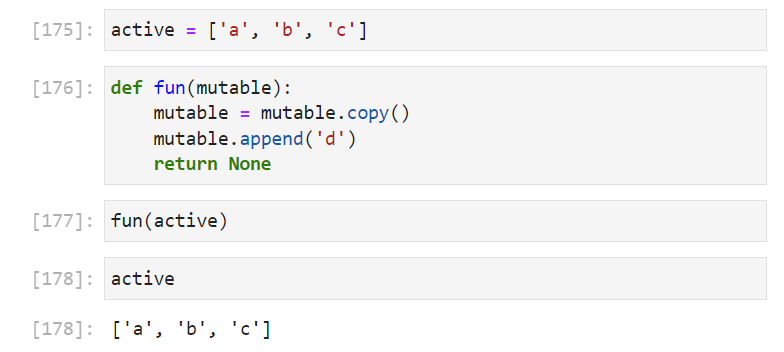 [175]: active = ['a', 'b', 'c']
[176]: def fun(mutable):
    mutable = mutable.copy()
    mutable.append('d')
    return None
[177]: fun(active)
[178]: active
[178]: ['a', 'b', 'c']